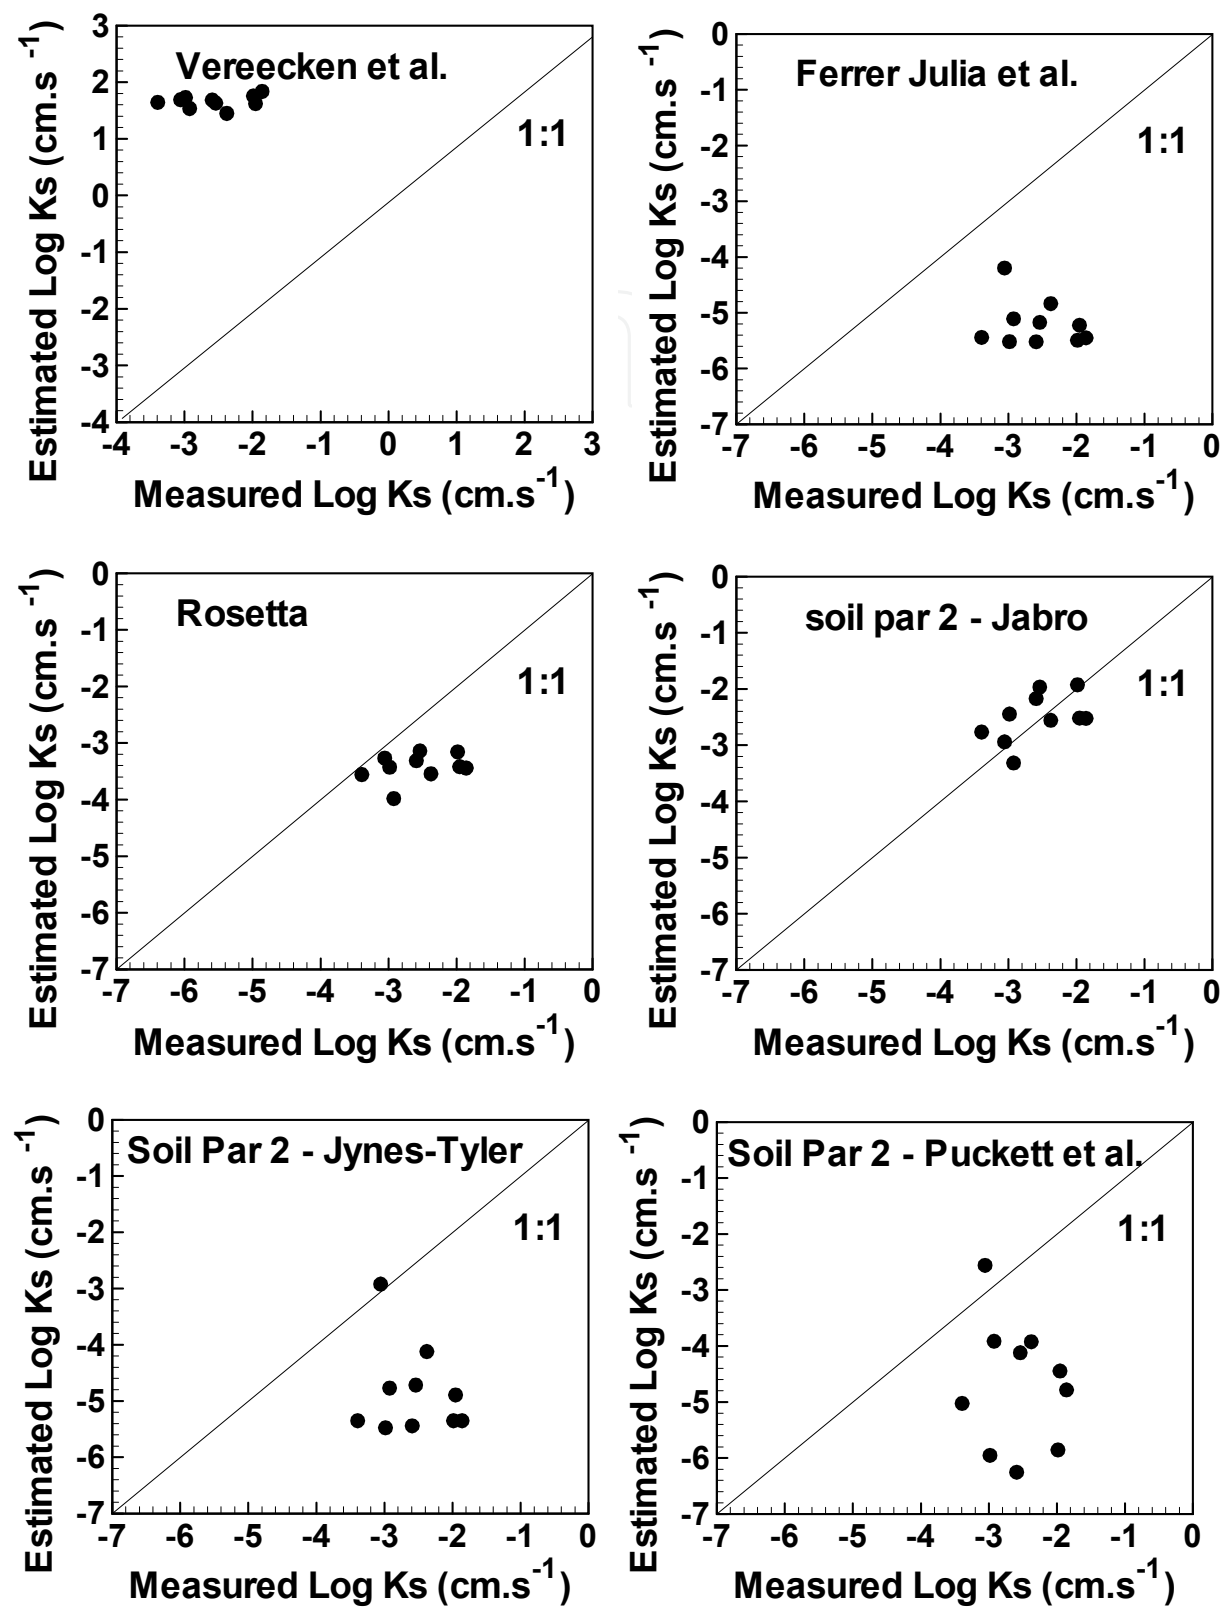 Vereecken et al.
1:1
3
2
1
0
-1
-2
-3
-4
-4 -3 -2 -1 0 1 2 3
Estimated Log Ks (cm.s -1)
Measured Log Ks (cm.s-1)
Ferrer Julia et al.
1:1
0
-1
-2
-3
-4
-5
-6
-7
-7 -6 -5 -4 -3 -2 -1 0
Estimated Log Ks (cm.s -1)
Measured Log Ks (cm.s-1)
Rosetta
1:1
0
-1
-2
-3
-4
-5
-6
-7
-7 -6 -5 -4 -3 -2 -1 0
Estimated Log Ks (cm.s -1)
Measured Log Ks (cm.s-1)
soil par 2 - Jabro
1:1
0
-1
-2
-3
-4
-5
-6
-7
-7 -6 -5 -4 -3 -2 -1 0
Estimated Log Ks (cm.s -1)
Measured Log Ks (cm.s-1)
Soil Par 2 - Jynes-Tyler
1:1
0
-1
-2
-3
-4
-5
-6
-7
-7 -6 -5 -4 -3 -2 -1 0
Estimated Log Ks (cm.s -1)
Measured Log Ks (cm.s-1)
Soil Par 2 - Puckett et al.
1:1
0
-1
-2
-3
-4
-5
-6
-7
-7 -6 -5 -4 -3 -2 -1 0
Estimated Log Ks (cm.s -1)
Measured Log Ks (cm.s-1)